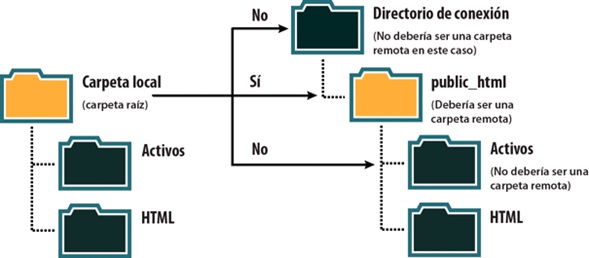 No
Directorio de conexión
(No debería ser una carpeta
remota en este caso)
Carpeta local
(carpeta raíz)
Sí
public_html
(Debería ser una
carpeta remota)
Activos
No
Activos
(No debería ser una
carpeta remota)
HTML
HTML